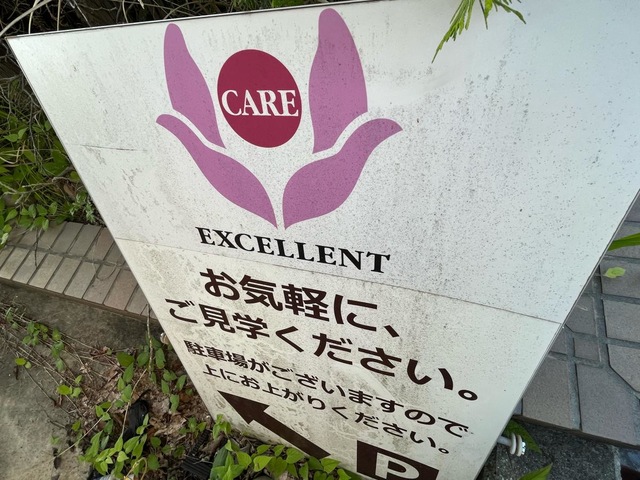 CARE
EXCELLENT
お気軽に、
ご見学ください。
駐車場がございますので
上にお上がりください。
P